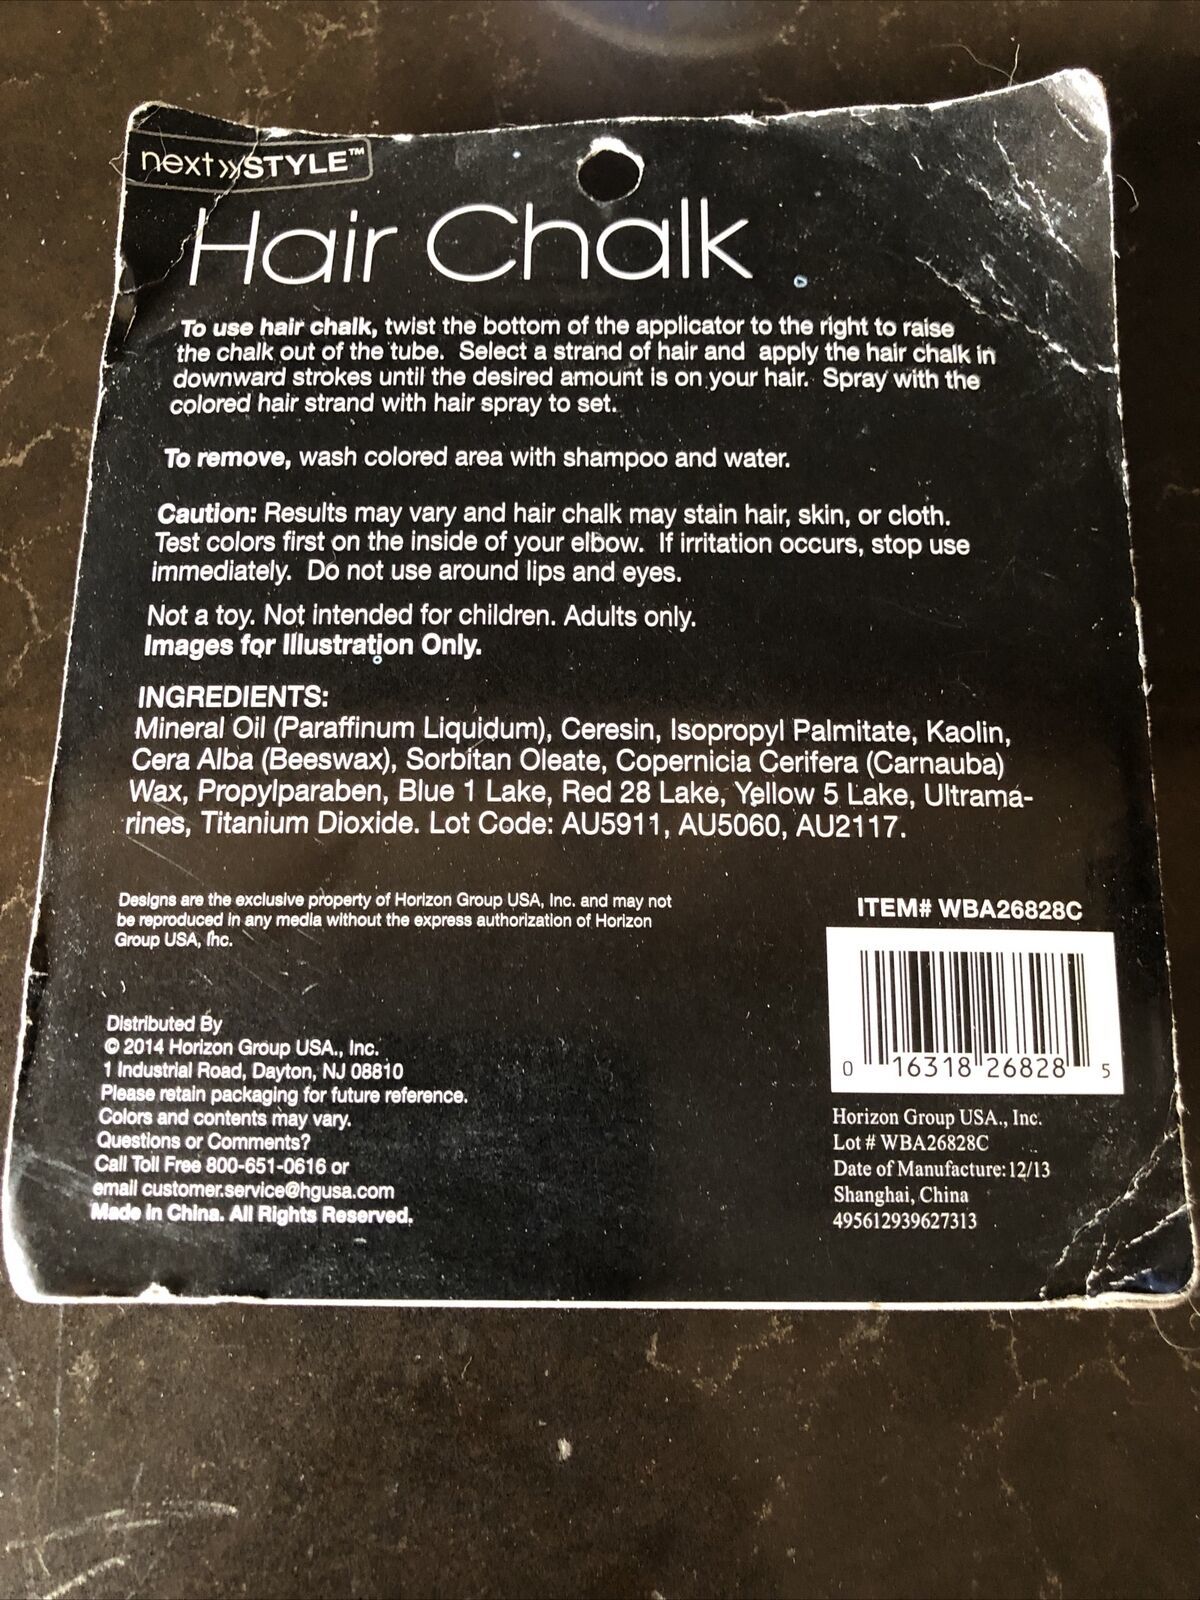 next»STYLE™
Hair Chalk
To use hair chalk, twist the bottom of the applicator to the right to raise
the chalk out of the tube. Select a strand of hair and apply the hair chalk in
downward strokes until the desired amount is on your hair. Spray with the
colored hair strand with hair spray to set.
To remove, wash colored area with shampoo and water.
Caution: Results may vary and hair chalk may stain hair, skin, or cloth.
Test colors first on the inside of your elbow. If irritation occurs, stop use
immediately. Do not use around lips and eyes.
Not a toy. Not intended for children. Adults only.
Images for Illustration Only.
INGREDIENTS:
Mineral Oil (Paraffinum Liquidum), Ceresin, Isopropyl Palmitate, Kaolin,
Cera Alba (Beeswax), Sorbitan Oleate, Copernicia Cerifera (Carnauba)
Wax, Propylparaben, Blue 1 Lake, Red 28 Lake, Yellow 5 Lake, Ultrama-
rines, Titanium Dioxide. Lot Code: AU5911, AU5060, AU2117.
Designs are the exclusive property of Horizon Group USA, Inc. and may not
be reproduced in any media without the express authorization of Horizon
Group USA, Inc.
Distributed By
© 2014 Horizon Group USA., Inc.
1 Industrial Road, Dayton, NJ 08810
Please retain packaging for future reference.
Colors and contents may vary.
Questions or Comments?
Call Toll Free 800-651-0616 or
email customer.service@hgusa.com
Made in China. All Rights Reserved.
ITEM# WBA26828C
0 16318 26828 5
Horizon Group USA., Inc.
Lot # WBA26828C
Date of Manufacture: 12/13
Shanghai, China
495612939627313